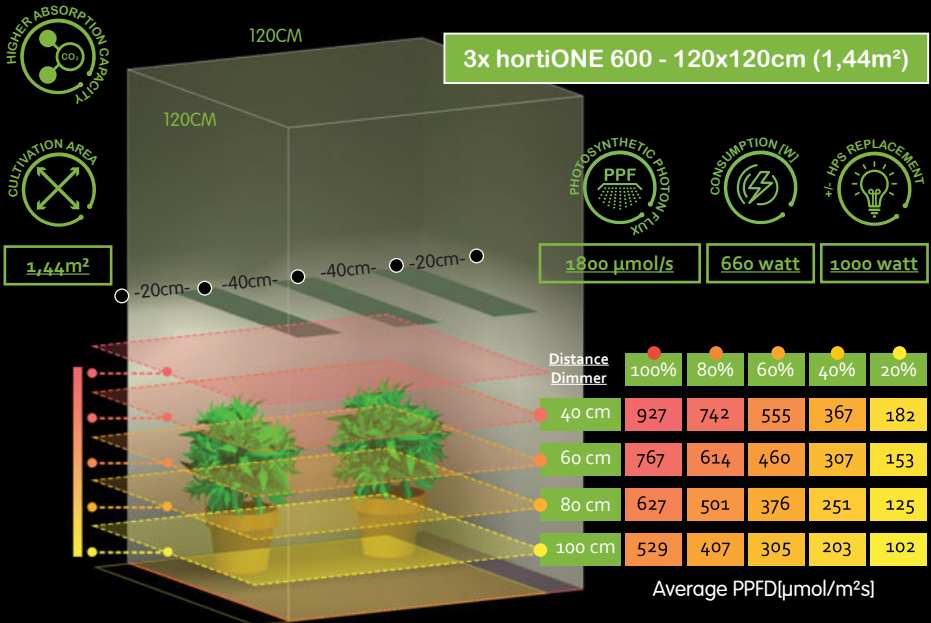 HIGHER ABSORPTION CAPACITY
CO₂
120CM
3x hortiONE 600 - 120x120cm (1,44m²)
120CM
CULTIVATION AREA
PHOTOSYNTHETIC PHOTON FLUX
PPF
CONSUMPTION [W]
+/- HPS REPLACEMENT
1,44m²
1800 µmol/s
660 watt
1000 watt
-20cm- -40cm- -40cm- -20cm-
Distance
Dimmer
100% 80% 60% 40% 20%
40 cm 927 742 555 367 182
60 cm 767 614 460 307 153
80 cm 627 501 376 251 125
100 cm 529 407 305 203 102
Average PPFD[µmol/m²s]